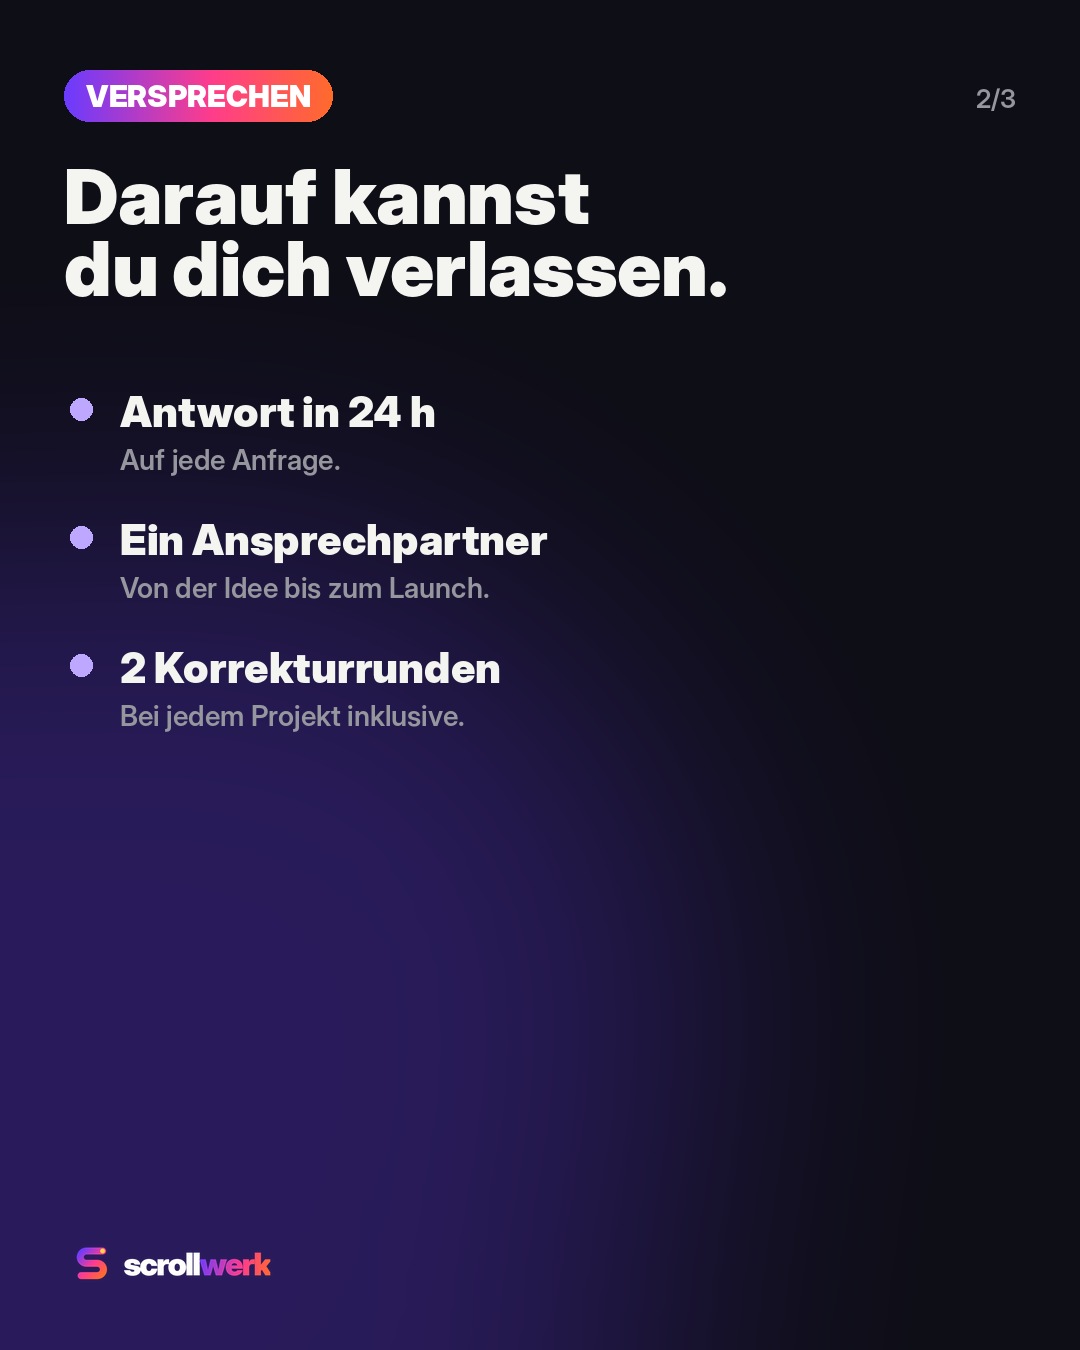 VERSPRECHEN
2/3
Darauf kannst
du dich verlassen.
Antwort in 24 h
Auf jede Anfrage.
Ein Ansprechpartner
Von der Idee bis zum Launch.
2 Korrekturrunden
Bei jedem Projekt inklusive.
scrollwerk